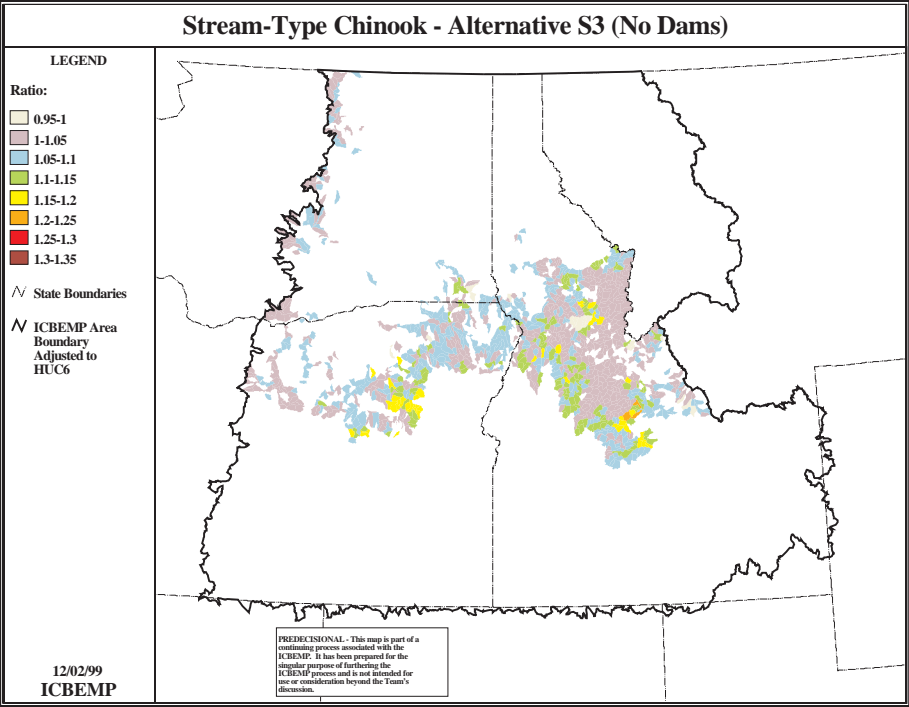 Stream-Type Chinook - Alternative S3 (No Dams)
LEGEND
Ratio:
0.95-1
1-1.05
1.05-1.1
1.1-1.15
1.15-1.2
1.2-1.25
1.25-1.3
1.3-1.35
State Boundaries
ICBEMP Area
Boundary
Adjusted to
HUC6
12/02/99
ICBEMP
PREDECISIONAL - This map is part of a
continuing process associated with the
ICBEMP. It has been prepared for the
singular purpose of furthering the
ICBEMP process and is not intended for
use or consideration beyond the Team's
discussion.